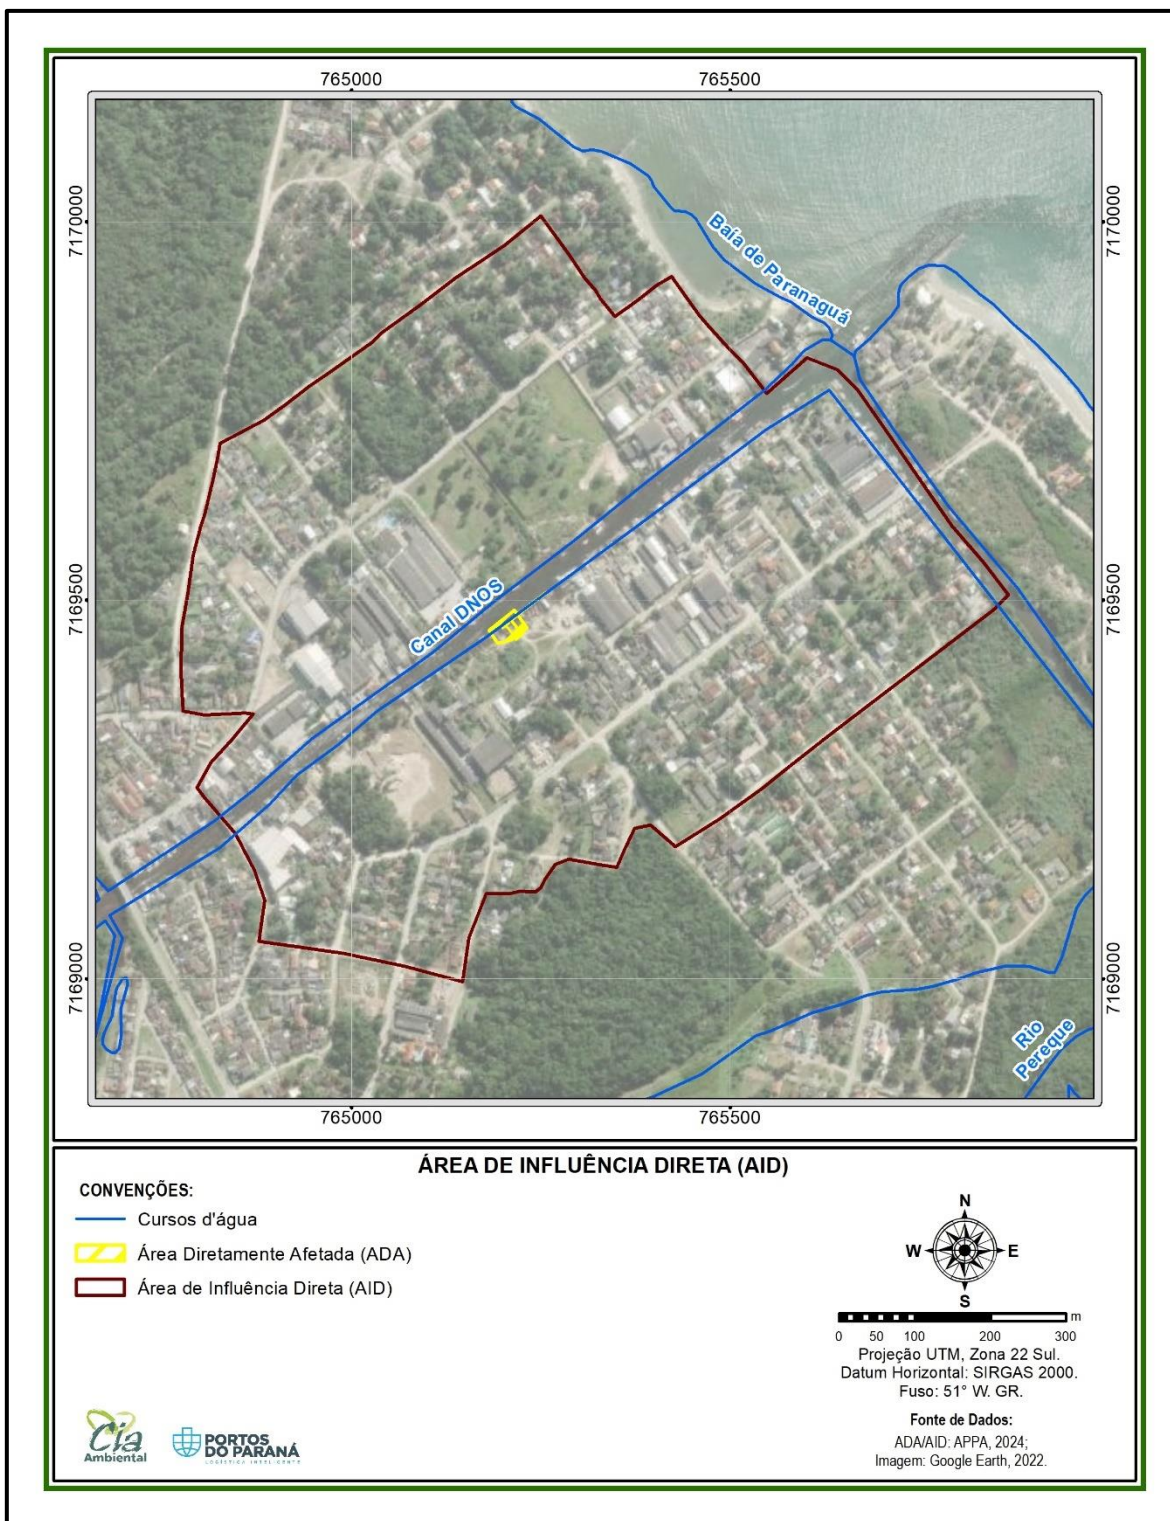 765000
765500
7170000
7170000
Baía de Paranaguá
7169500
7169500
Canal DNOS
7169000
7169000
Rio
Pereque
765000
765500
ÁREA DE INFLUÊNCIA DIRETA (AID)
CONVENÇÕES:
Cursos d'água
Área Diretamente Afetada (ADA)
Área de Influência Direta (AID)
N
W
E
S
m
0 50 100 200 300
Projeção UTM, Zona 22 Sul.
Datum Horizontal: SIRGAS 2000.
Fuso: 51° W. GR.
Fonte de Dados:
ADA/AID: APPA, 2024;
Imagem: Google Earth, 2022.
Cia
Ambiental
PORTOS
DO PARANÁ
LOGÍSTICA INTELIGENTE